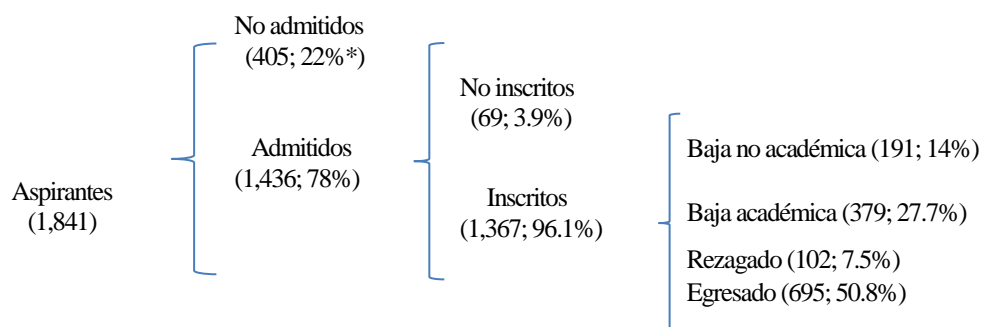 No admitidos
(405; 22%*)
No inscritos
(69; 3.9%)
Admitidos
(1,436; 78%)
Baja no académica (191; 14%)
Aspirantes
(1,841)
Inscritos
(1,367; 96.1%)
Baja académica (379; 27.7%)
Rezagado (102; 7.5%)
Egresado (695; 50.8%)